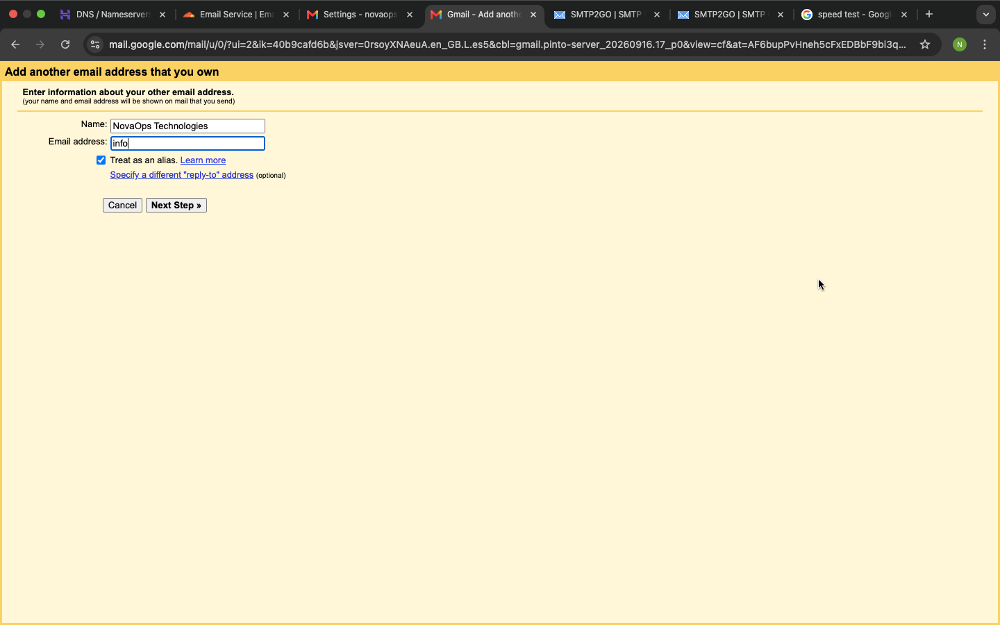 DNS / Nameserver
Email Service | Ema
Settings - novaops
Gmail - Add anothe
SMTP2GO | SMTP
SMTP2GO | SMTP
speed test - Googl
mail.google.com/mail/u/0/?ui=2&ik=40b9cafd6b&jsver=0rsoyXNAeuA.en_GB.L.es5&cbl=gmail.pinto-server_20260916.17_p0&view=cf&at=AF6bupPvHneh5cFxEDBbF9bi3q...
N
Add another email address that you own
Enter information about your other email address.
(your name and email address will be shown on mail that you send)
Name: NovaOps Technologies
Email address: info
Treat as an alias. Learn more
Specify a different "reply-to" address (optional)
Cancel Next Step »